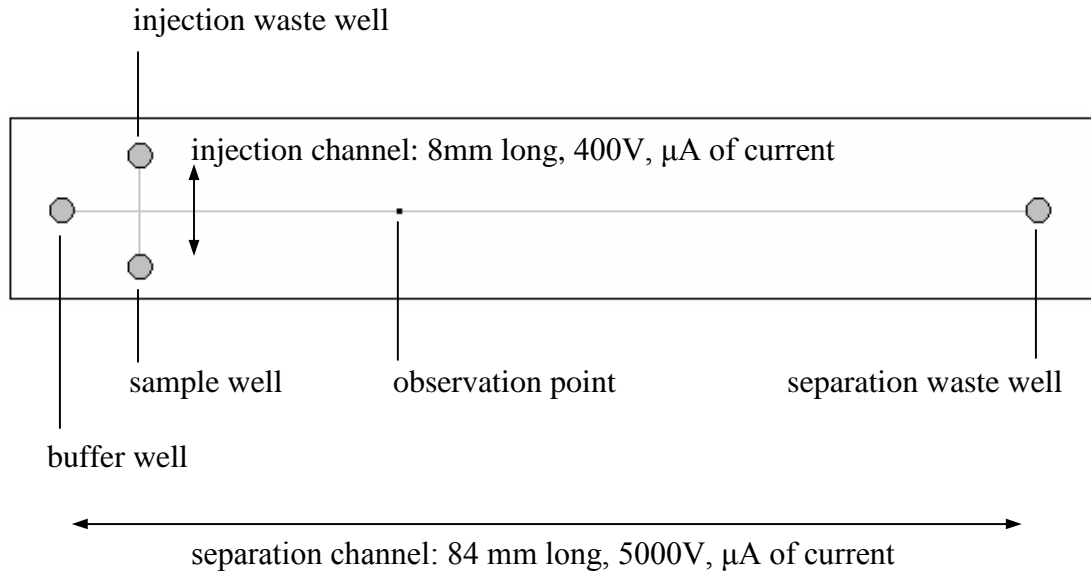 injection waste well
injection channel: 8mm long, 400V, μA of current
sample well
observation point
separation waste well
buffer well
separation channel: 84 mm long, 5000V, μA of current